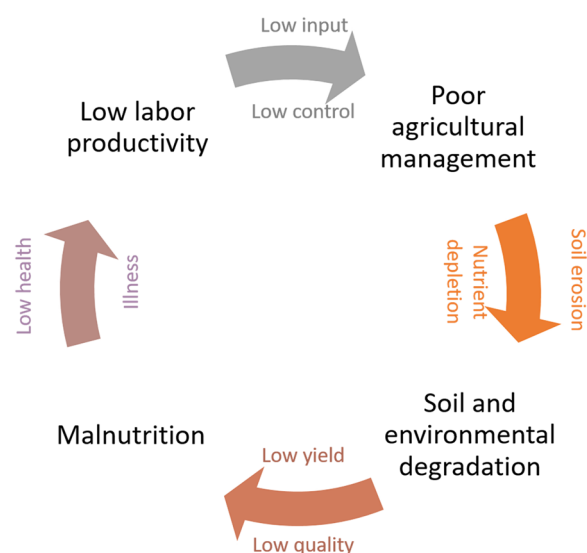 Low input
Low control
Low labor
productivity
Poor
agricultural
management
Soil erosion
Nutrient
depletion
Soil and
environmental
degradation
Low yield
Low quality
Malnutrition
Low health
Illness